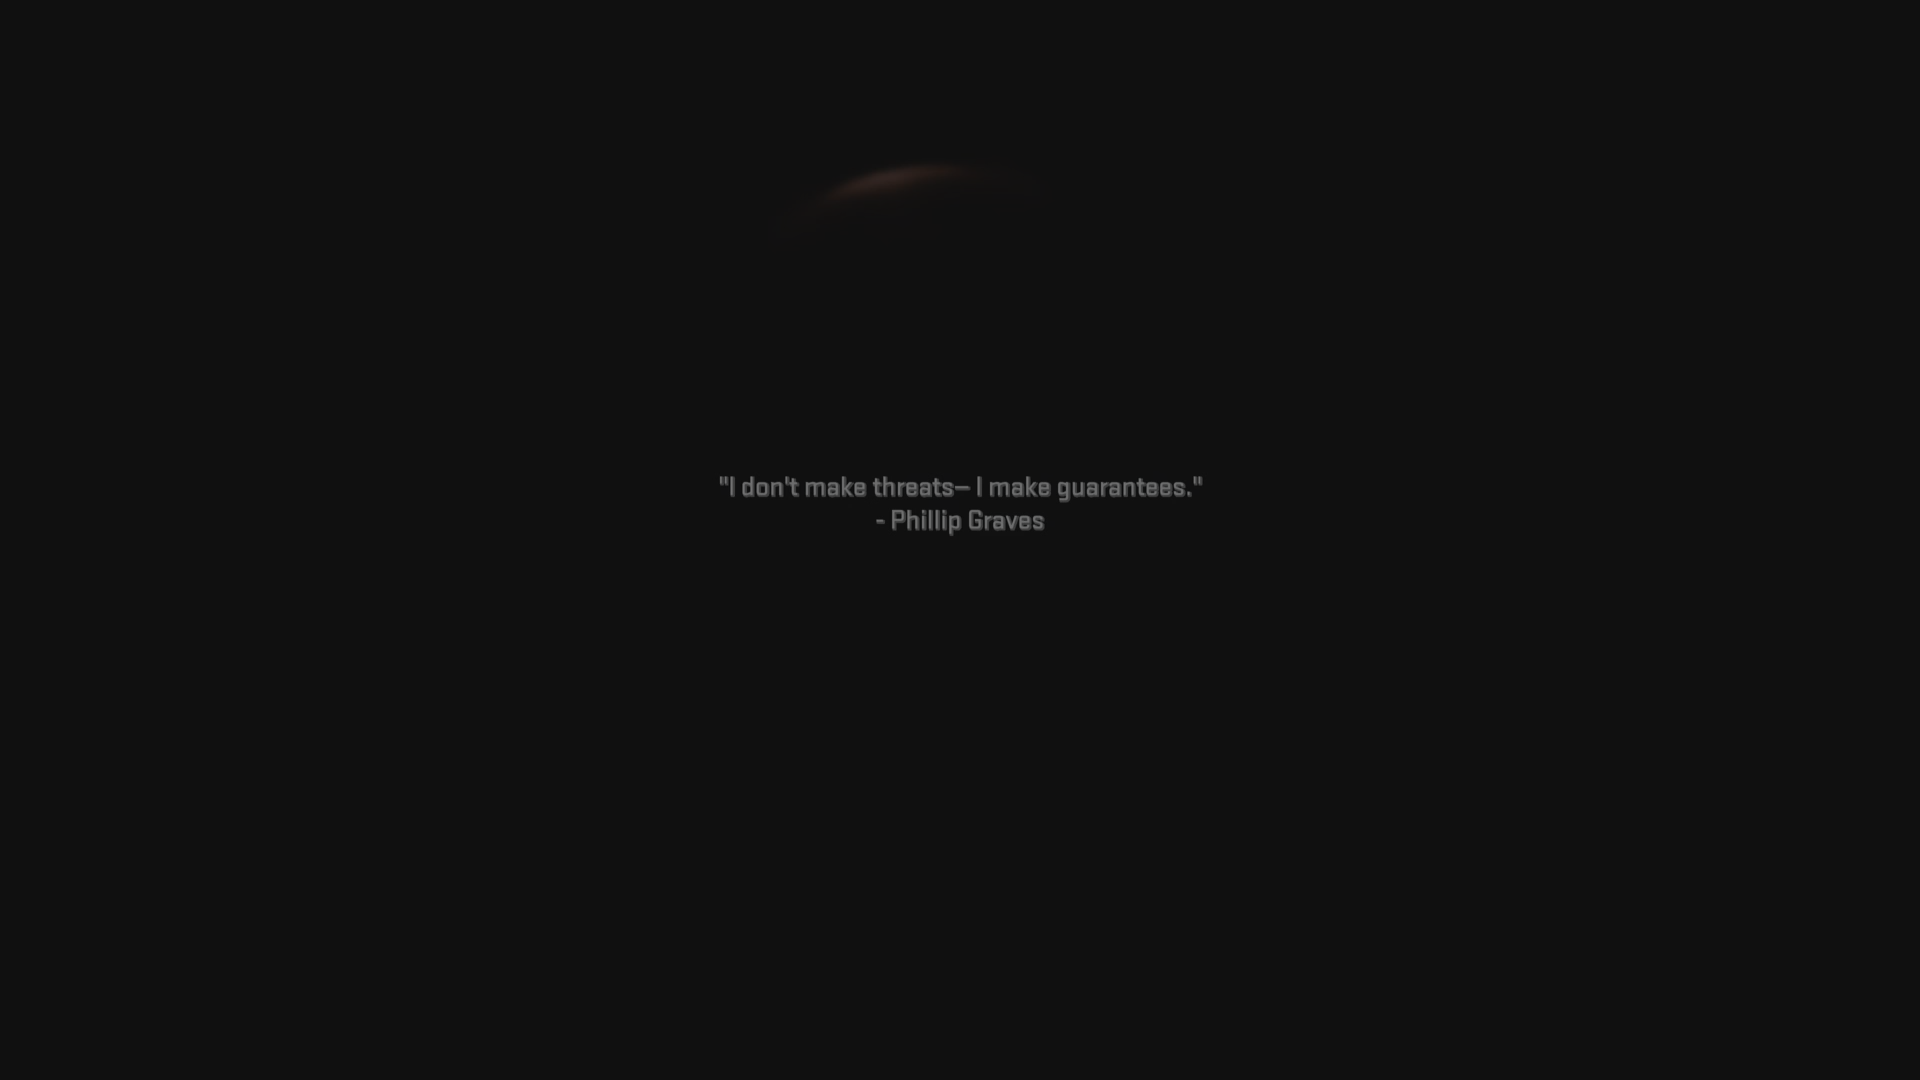 "I don't make threats— I make guarantees."
- Phillip Graves